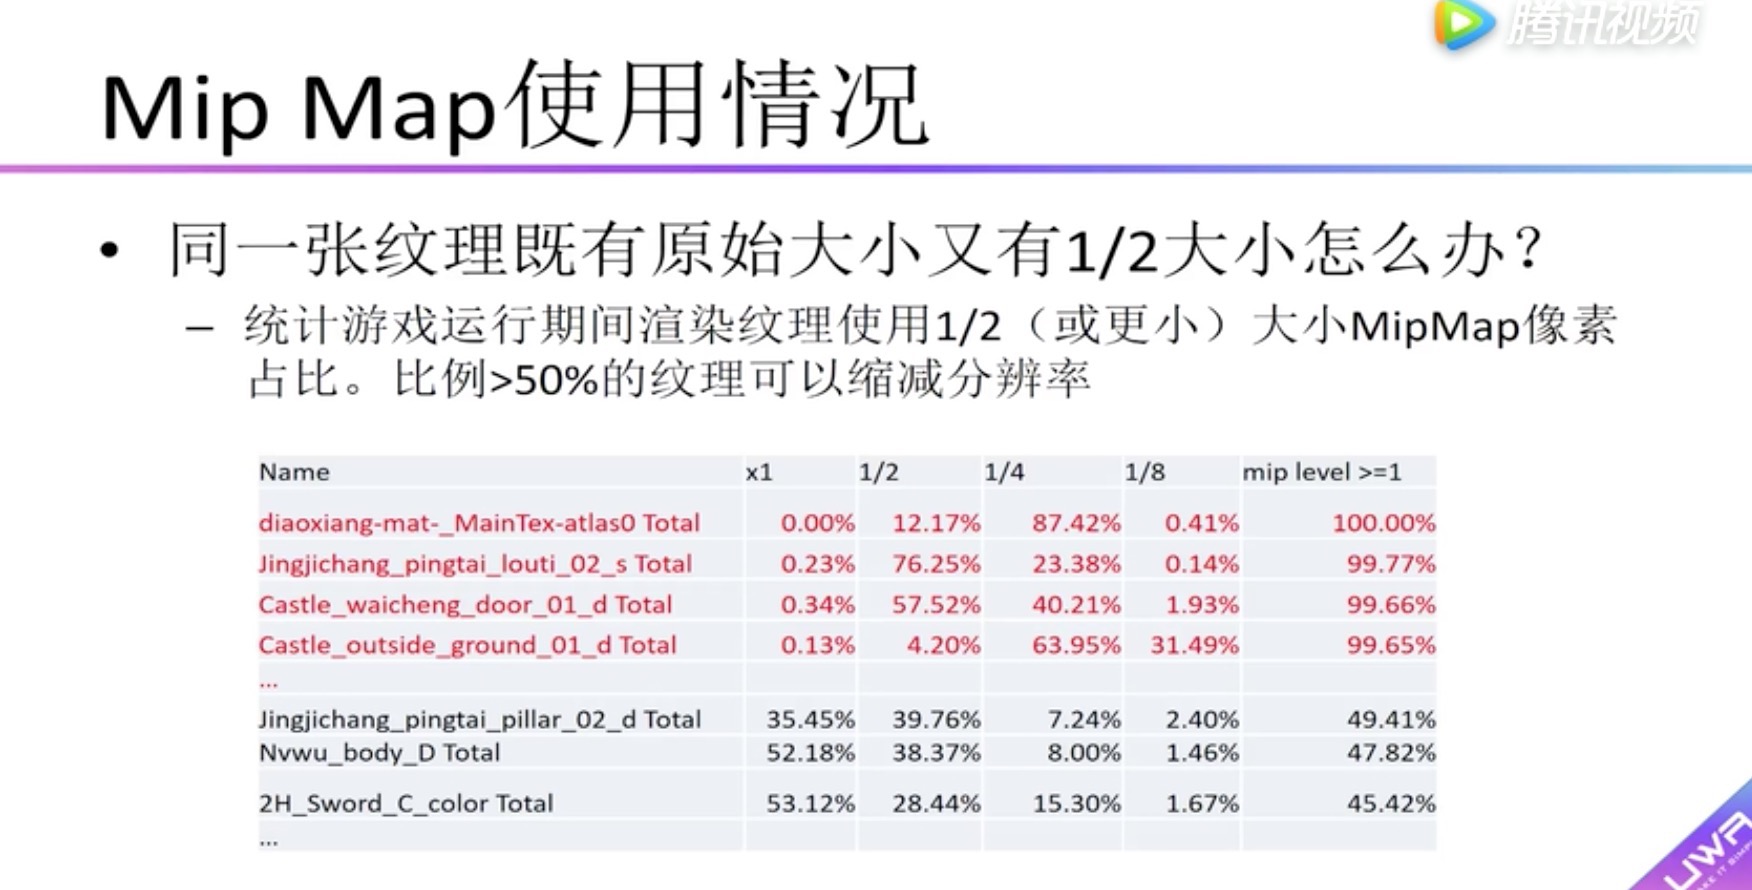 腾讯视频
Mip Map使用情况
• 同一张纹理既有原始大小又有1/2大小怎么办？
– 统计游戏运行期间渲染纹理使用1/2（或更小）大小MipMap像素
占比。比例>50%的纹理可以缩减分辨率
Name x1 1/2 1/4 1/8 mip level >=1
diaoxiang-mat-_MainTex-atlas0 Total 0.00% 12.17% 87.42% 0.41% 100.00%
Jingjichang_pingtai_louti_02_s Total 0.23% 76.25% 23.38% 0.14% 99.77%
Castle_waicheng_door_01_d Total 0.34% 57.52% 40.21% 1.93% 99.66%
Castle_outside_ground_01_d Total 0.13% 4.20% 63.95% 31.49% 99.65%
...
Jingjichang_pingtai_pillar_02_d Total 35.45% 39.76% 7.24% 2.40% 49.41%
Nvwu_body_D Total 52.18% 38.37% 8.00% 1.46% 47.82%
2H_Sword_C_color Total 53.12% 28.44% 15.30% 1.67% 45.42%
...
UWA